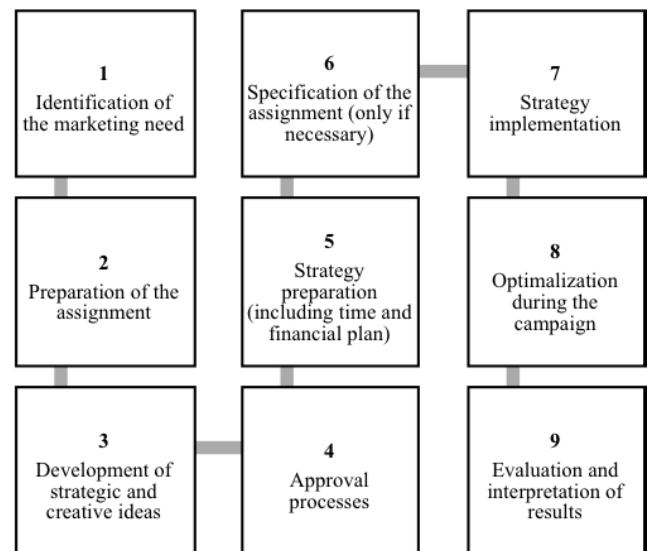 1
Identification of
the marketing need
2
Preparation of the
assignment
3
Development of
strategic and
creative ideas
4
Approval
processes
5
Strategy
preparation
(including time and
financial plan)
6
Specification of the
assignment (only if
necessary)
7
Strategy
implementation
8
Optimalization
during the
campaign
9
Evaluation and
interpretation of
results